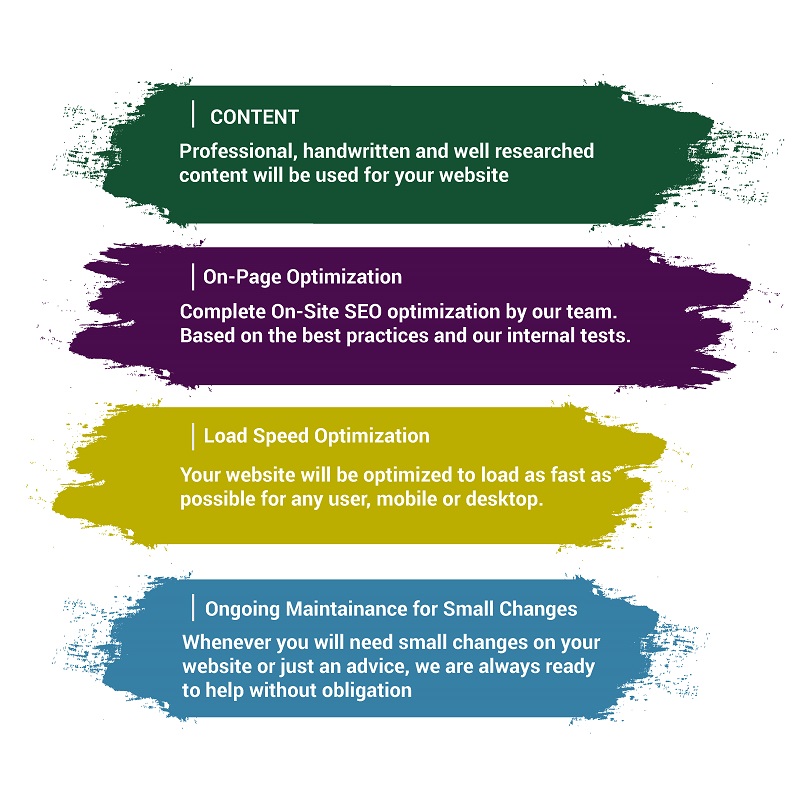 CONTENT
Professional, handwritten and well researched
content will be used for your website
On-Page Optimization
Complete On-Site SEO optimization by our team.
Based on the best practices and our internal tests.
Load Speed Optimization
Your website will be optimized to load as fast as
possible for any user, mobile or desktop.
Ongoing Maintainance for Small Changes
Whenever you will need small changes on your
website or just an advice, we are always ready
to help without obligation